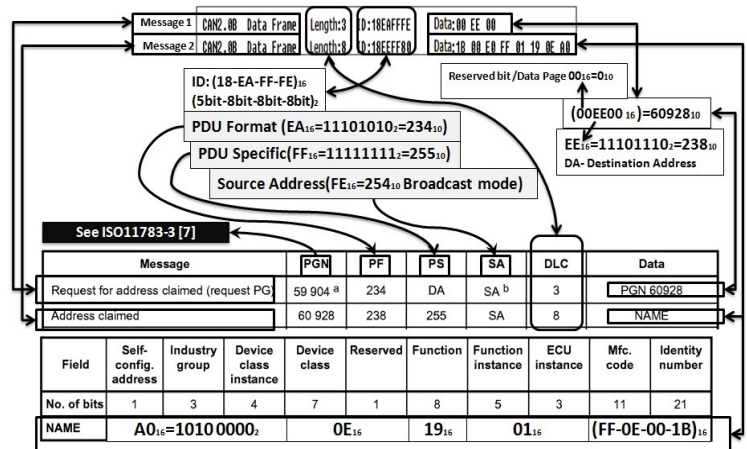 Message 1 CAN2.0B Data Frame Length:3 ID:18EAFFFE Data:00 EE 00
Message 2 CAN2.0B Data Frame Length:8 ID:18EEFF80 Data:1B 00 E0 FF 01 19 0E A0
ID: (18-EA-FF-FE)16
(5bit-8bit-8bit-8bit)2
Reserved bit /Data Page 0016=010
PDU Format (EA16=111010102=23410)
(00EE00 16 )=6092810
PDU Specific(FF16=111111112=25510)
EE16=111011102=23810
DA- Destination Address
Source Address(FE16=25410 Broadcast mode)
See ISO11783-3 [7]
Message PGN PF PS SA DLC Data
Request for address claimed (request PG) 59 904 a 234 DA SA b 3 PGN 60928
Address claimed 60 928 238 255 SA 8 NAME
Field Self-config. address Industry group Device class instance Device class Reserved Function Function instance ECU instance Mfc. code Identity number
No. of bits 1 3 4 7 1 8 5 3 11 21
NAME A016=1010 00002 0E16 1916 0116 (FF-0E-00-1B)16